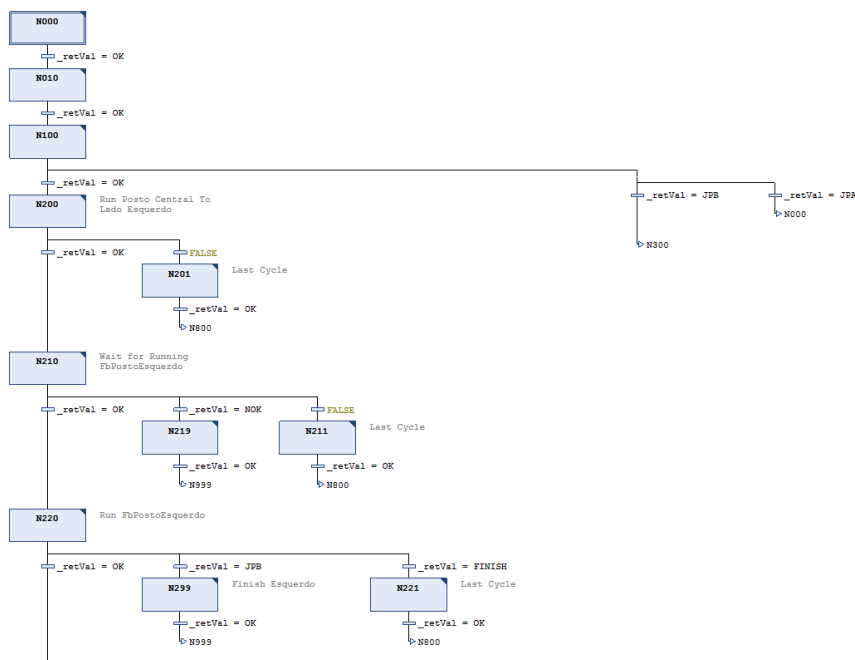 N000
_retVal = OK
N010
_retVal = OK
N100
_retVal = OK
_retVal = JPB
_retVal = JPA
N200
Run Posto Central To
Lado Esquerdo
N000
N300
_retVal = OK
FALSE
N201
Last Cycle
_retVal = OK
N800
N210
Wait for Running
FbPostoEsquerdo
_retVal = OK
_retVal = NOK
FALSE
N219
N211
Last Cycle
_retVal = OK
_retVal = OK
N999
N800
N220
Run FbPostoEsquerdo
_retVal = OK
_retVal = JPB
_retVal = FINISH
N299
Finish Esquerdo
N221
Last Cycle
_retVal = OK
_retVal = OK
N999
N800